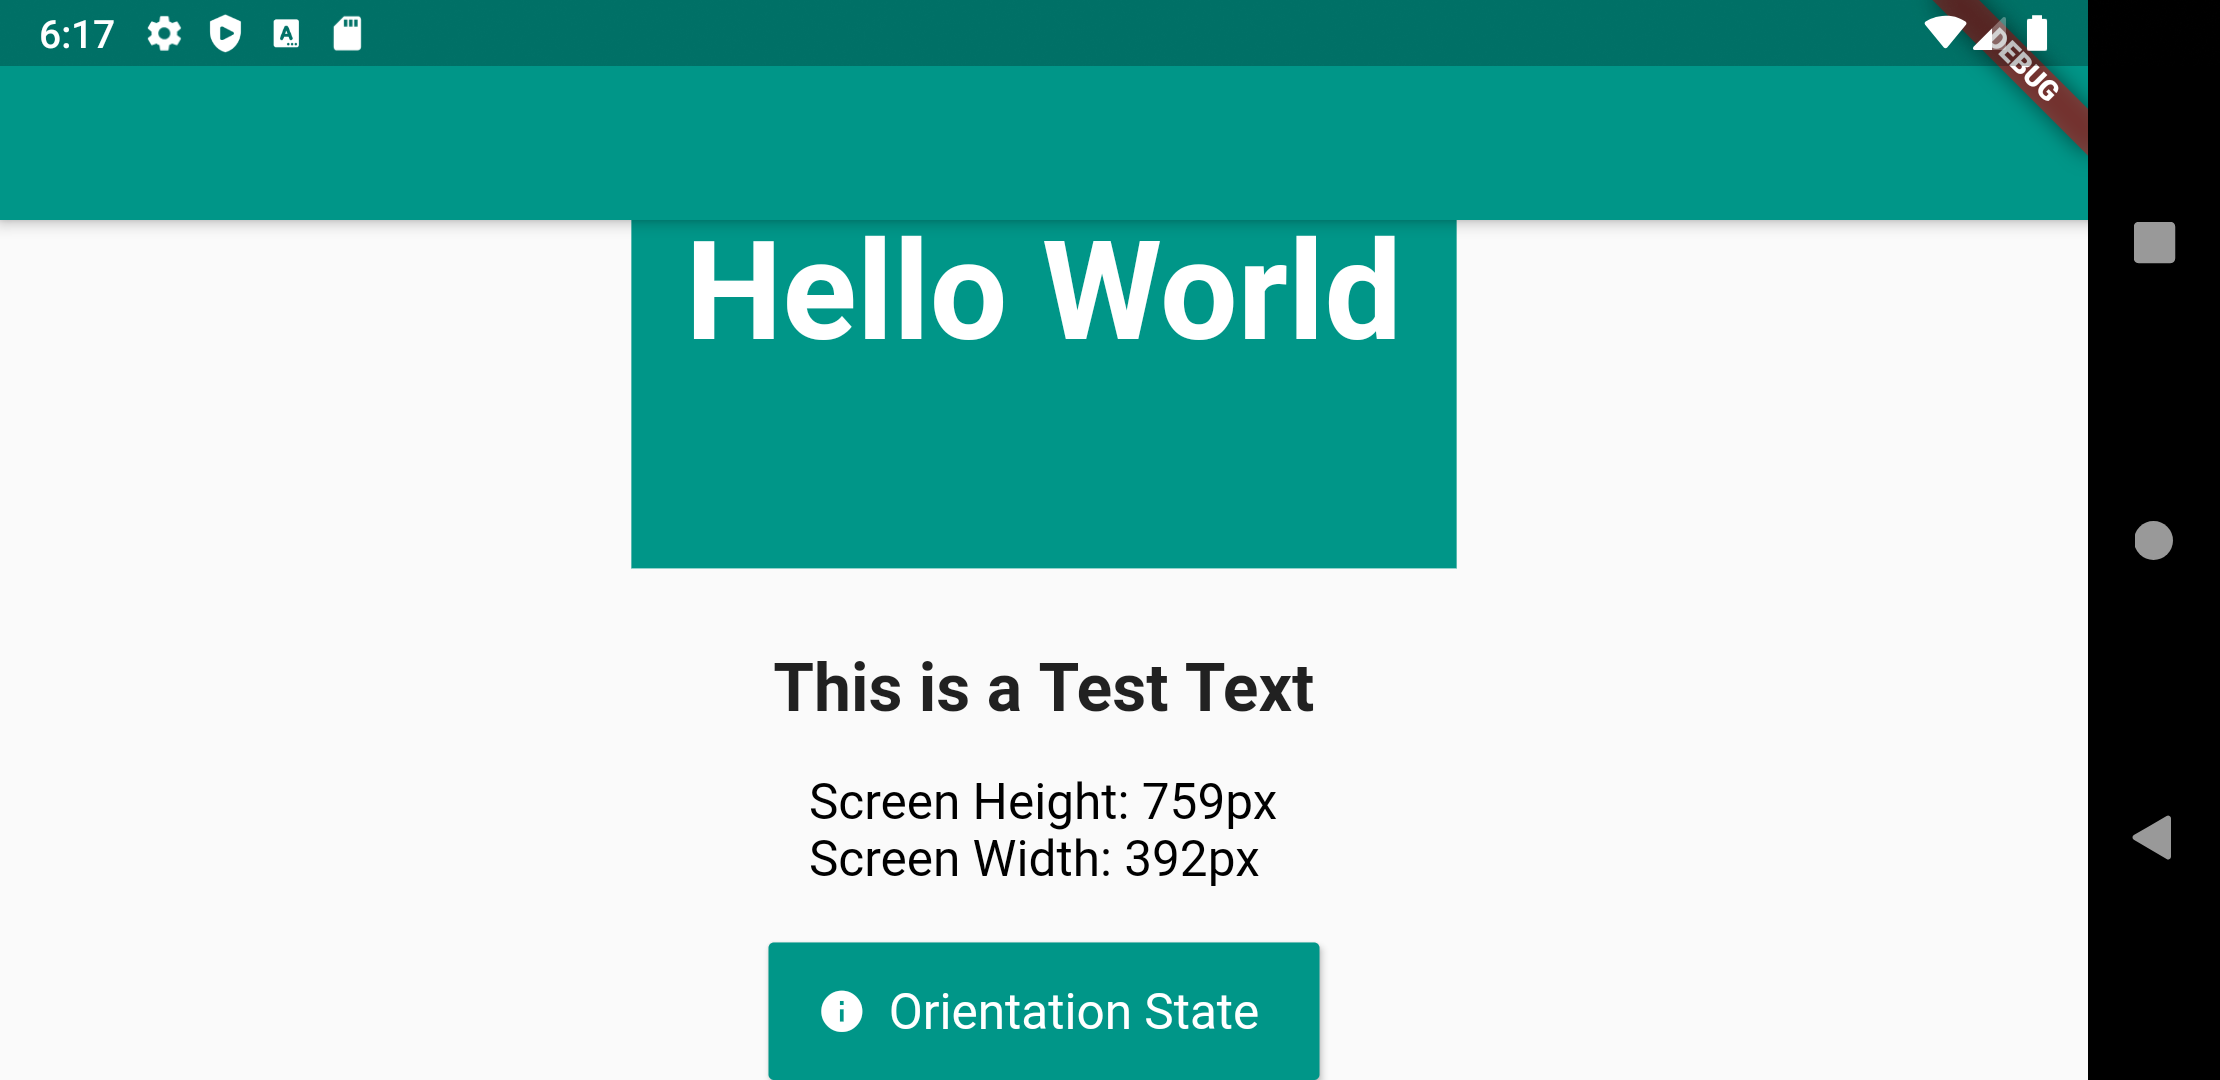 6:17
DEBUG
Hello World
This is a Test Text
Screen Height: 759px
Screen Width: 392px
Orientation State